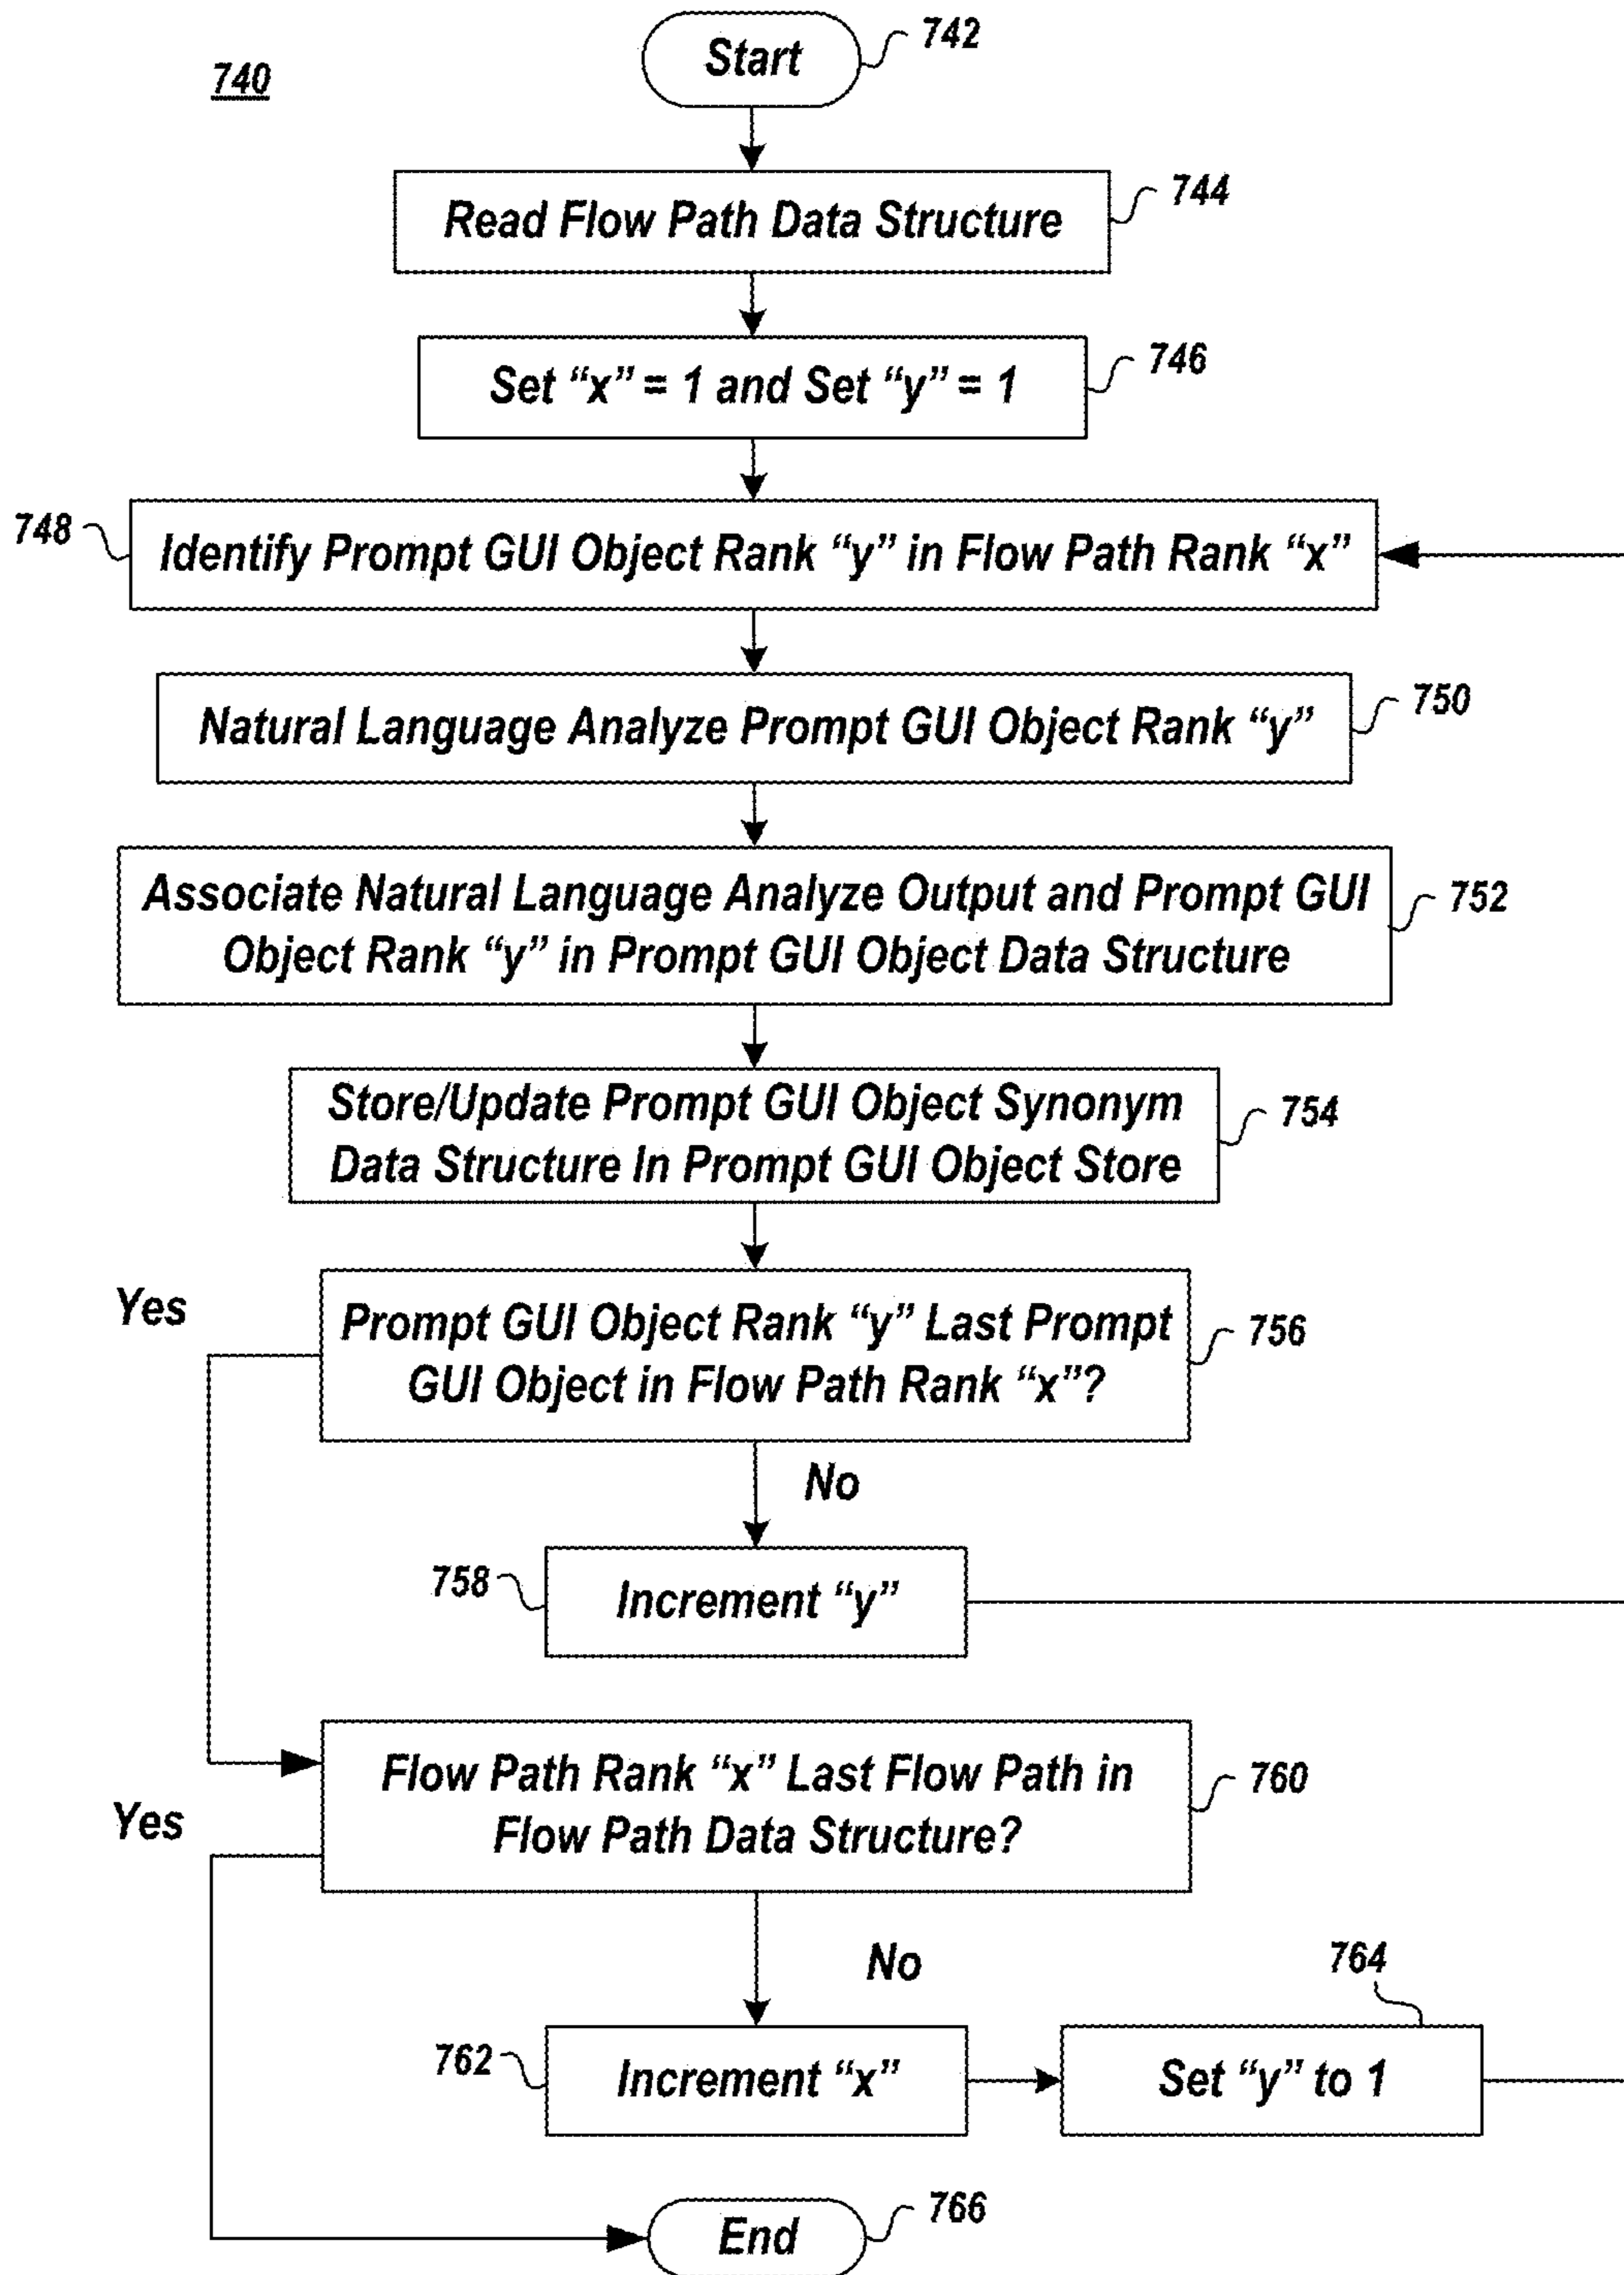 Start
742
740
Read Flow Path Data Structure
744
Set “x” = 1 and Set “y” = 1
746
748
Identify Prompt GUI Object Rank “y” in Flow Path Rank “x”
Natural Language Analyze Prompt GUI Object Rank “y”
750
Associate Natural Language Analyze Output and Prompt GUI
Object Rank “y” in Prompt GUI Object Data Structure
752
Store/Update Prompt GUI Object Synonym
Data Structure In Prompt GUI Object Store
754
Yes
Prompt GUI Object Rank “y” Last Prompt
GUI Object in Flow Path Rank “x”?
756
No
758
Increment “y”
Flow Path Rank “x” Last Flow Path in
Flow Path Data Structure?
760
Yes
No
764
762
Increment “x”
Set “y” to 1
End
766